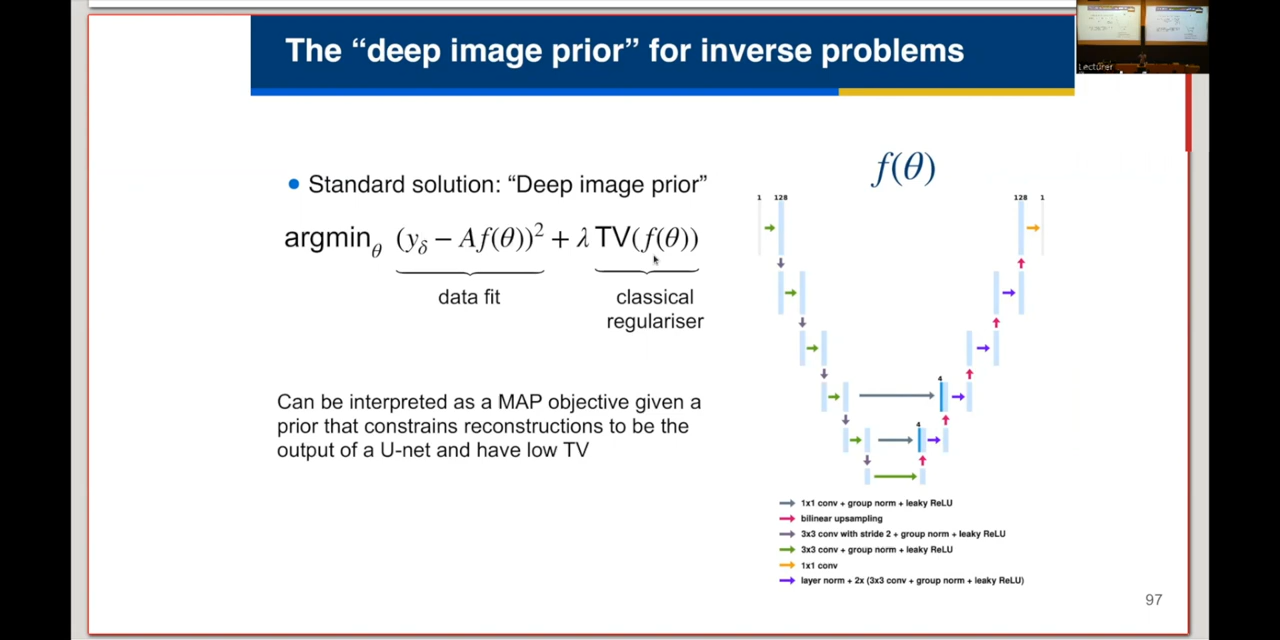 The “deep image prior” for inverse problems
Lecturer
• Standard solution: “Deep image prior”
argmin_θ (y_δ − Af(θ))² + λ TV(f(θ))
data fit
classical
regulariser
Can be interpreted as a MAP objective given a
prior that constrains reconstructions to be the
output of a U-net and have low TV
f(θ)
1 128
128 1
4
4
1x1 conv + group norm + leaky ReLU
bilinear upsampling
3x3 conv with stride 2 + group norm + leaky ReLU
3x3 conv + group norm + leaky ReLU
1x1 conv
layer norm + 2x (3x3 conv + group norm + leaky ReLU)
97